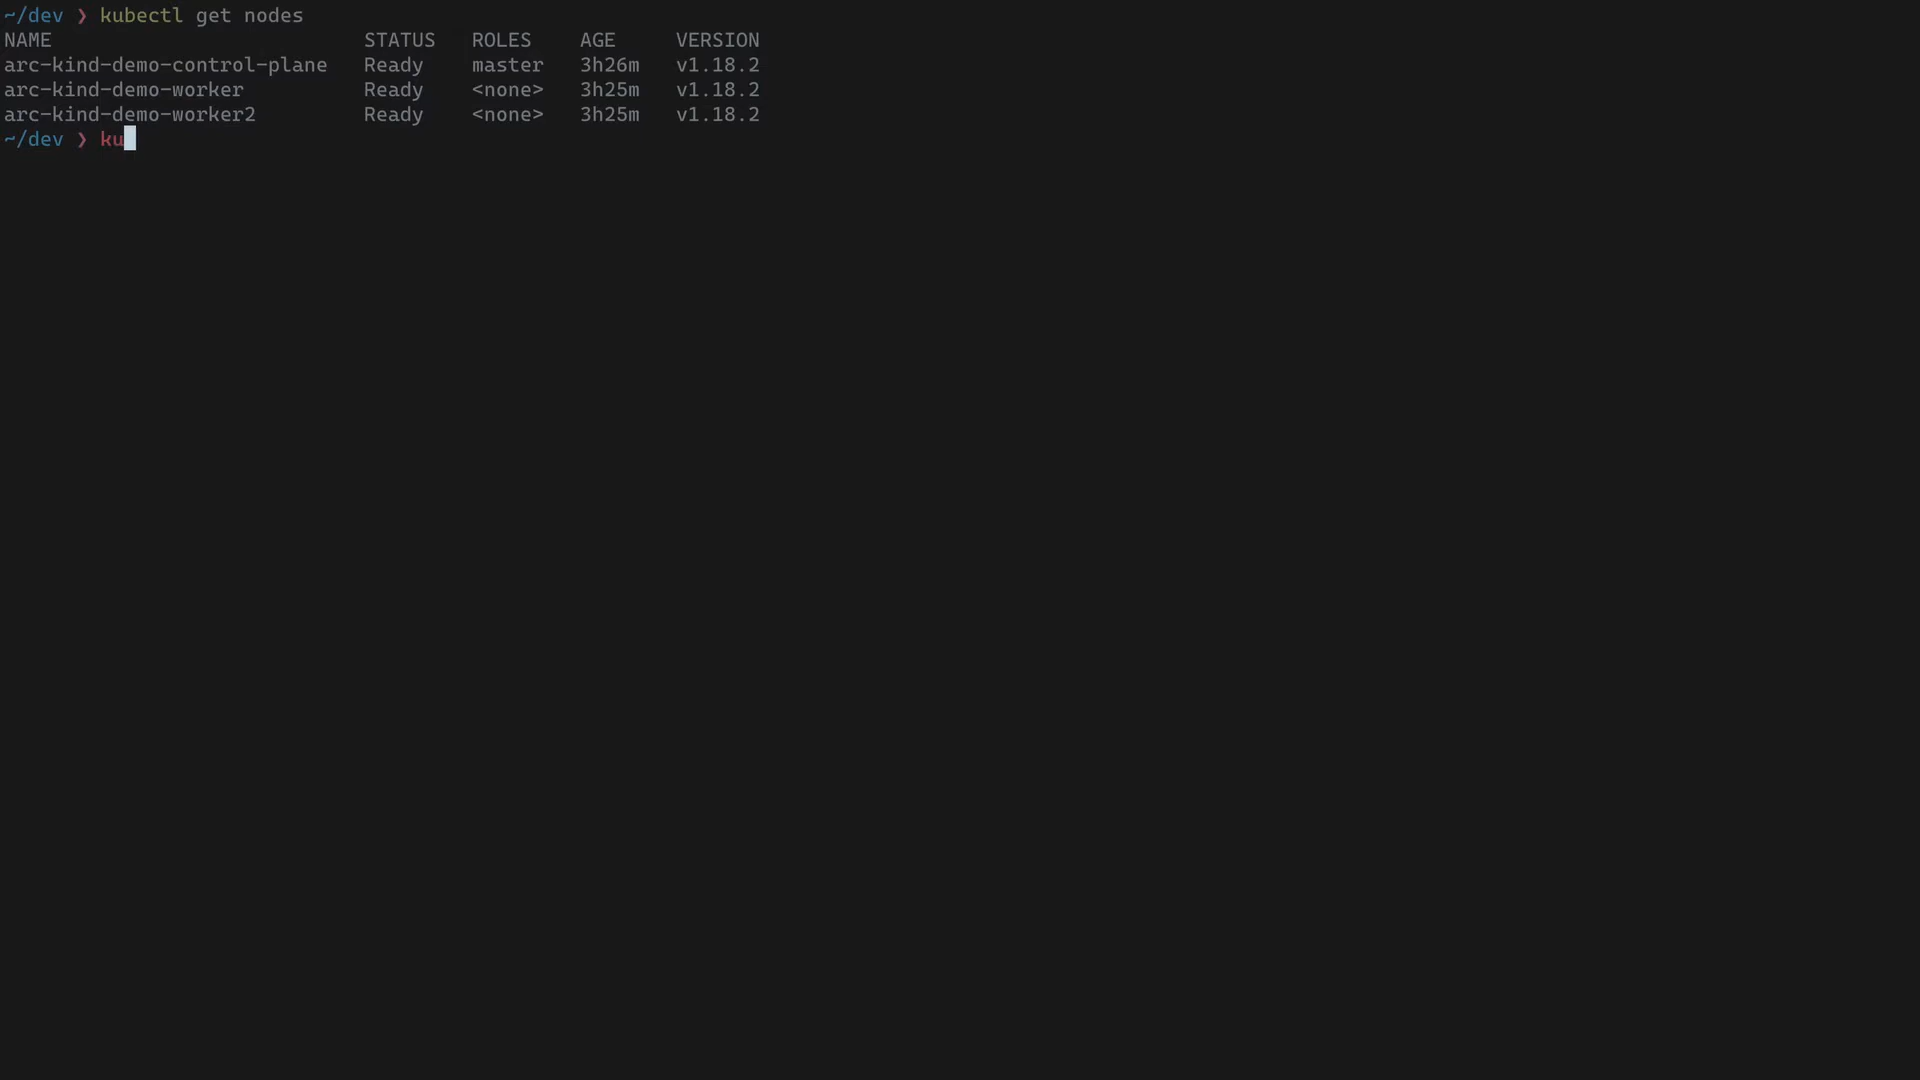 ~/dev ❯ kubectl get nodes
NAME                          STATUS   ROLES    AGE     VERSION
arc-kind-demo-control-plane   Ready    master   3h26m   v1.18.2
arc-kind-demo-worker          Ready    <none>   3h25m   v1.18.2
arc-kind-demo-worker2         Ready    <none>   3h25m   v1.18.2
~/dev ❯ ku